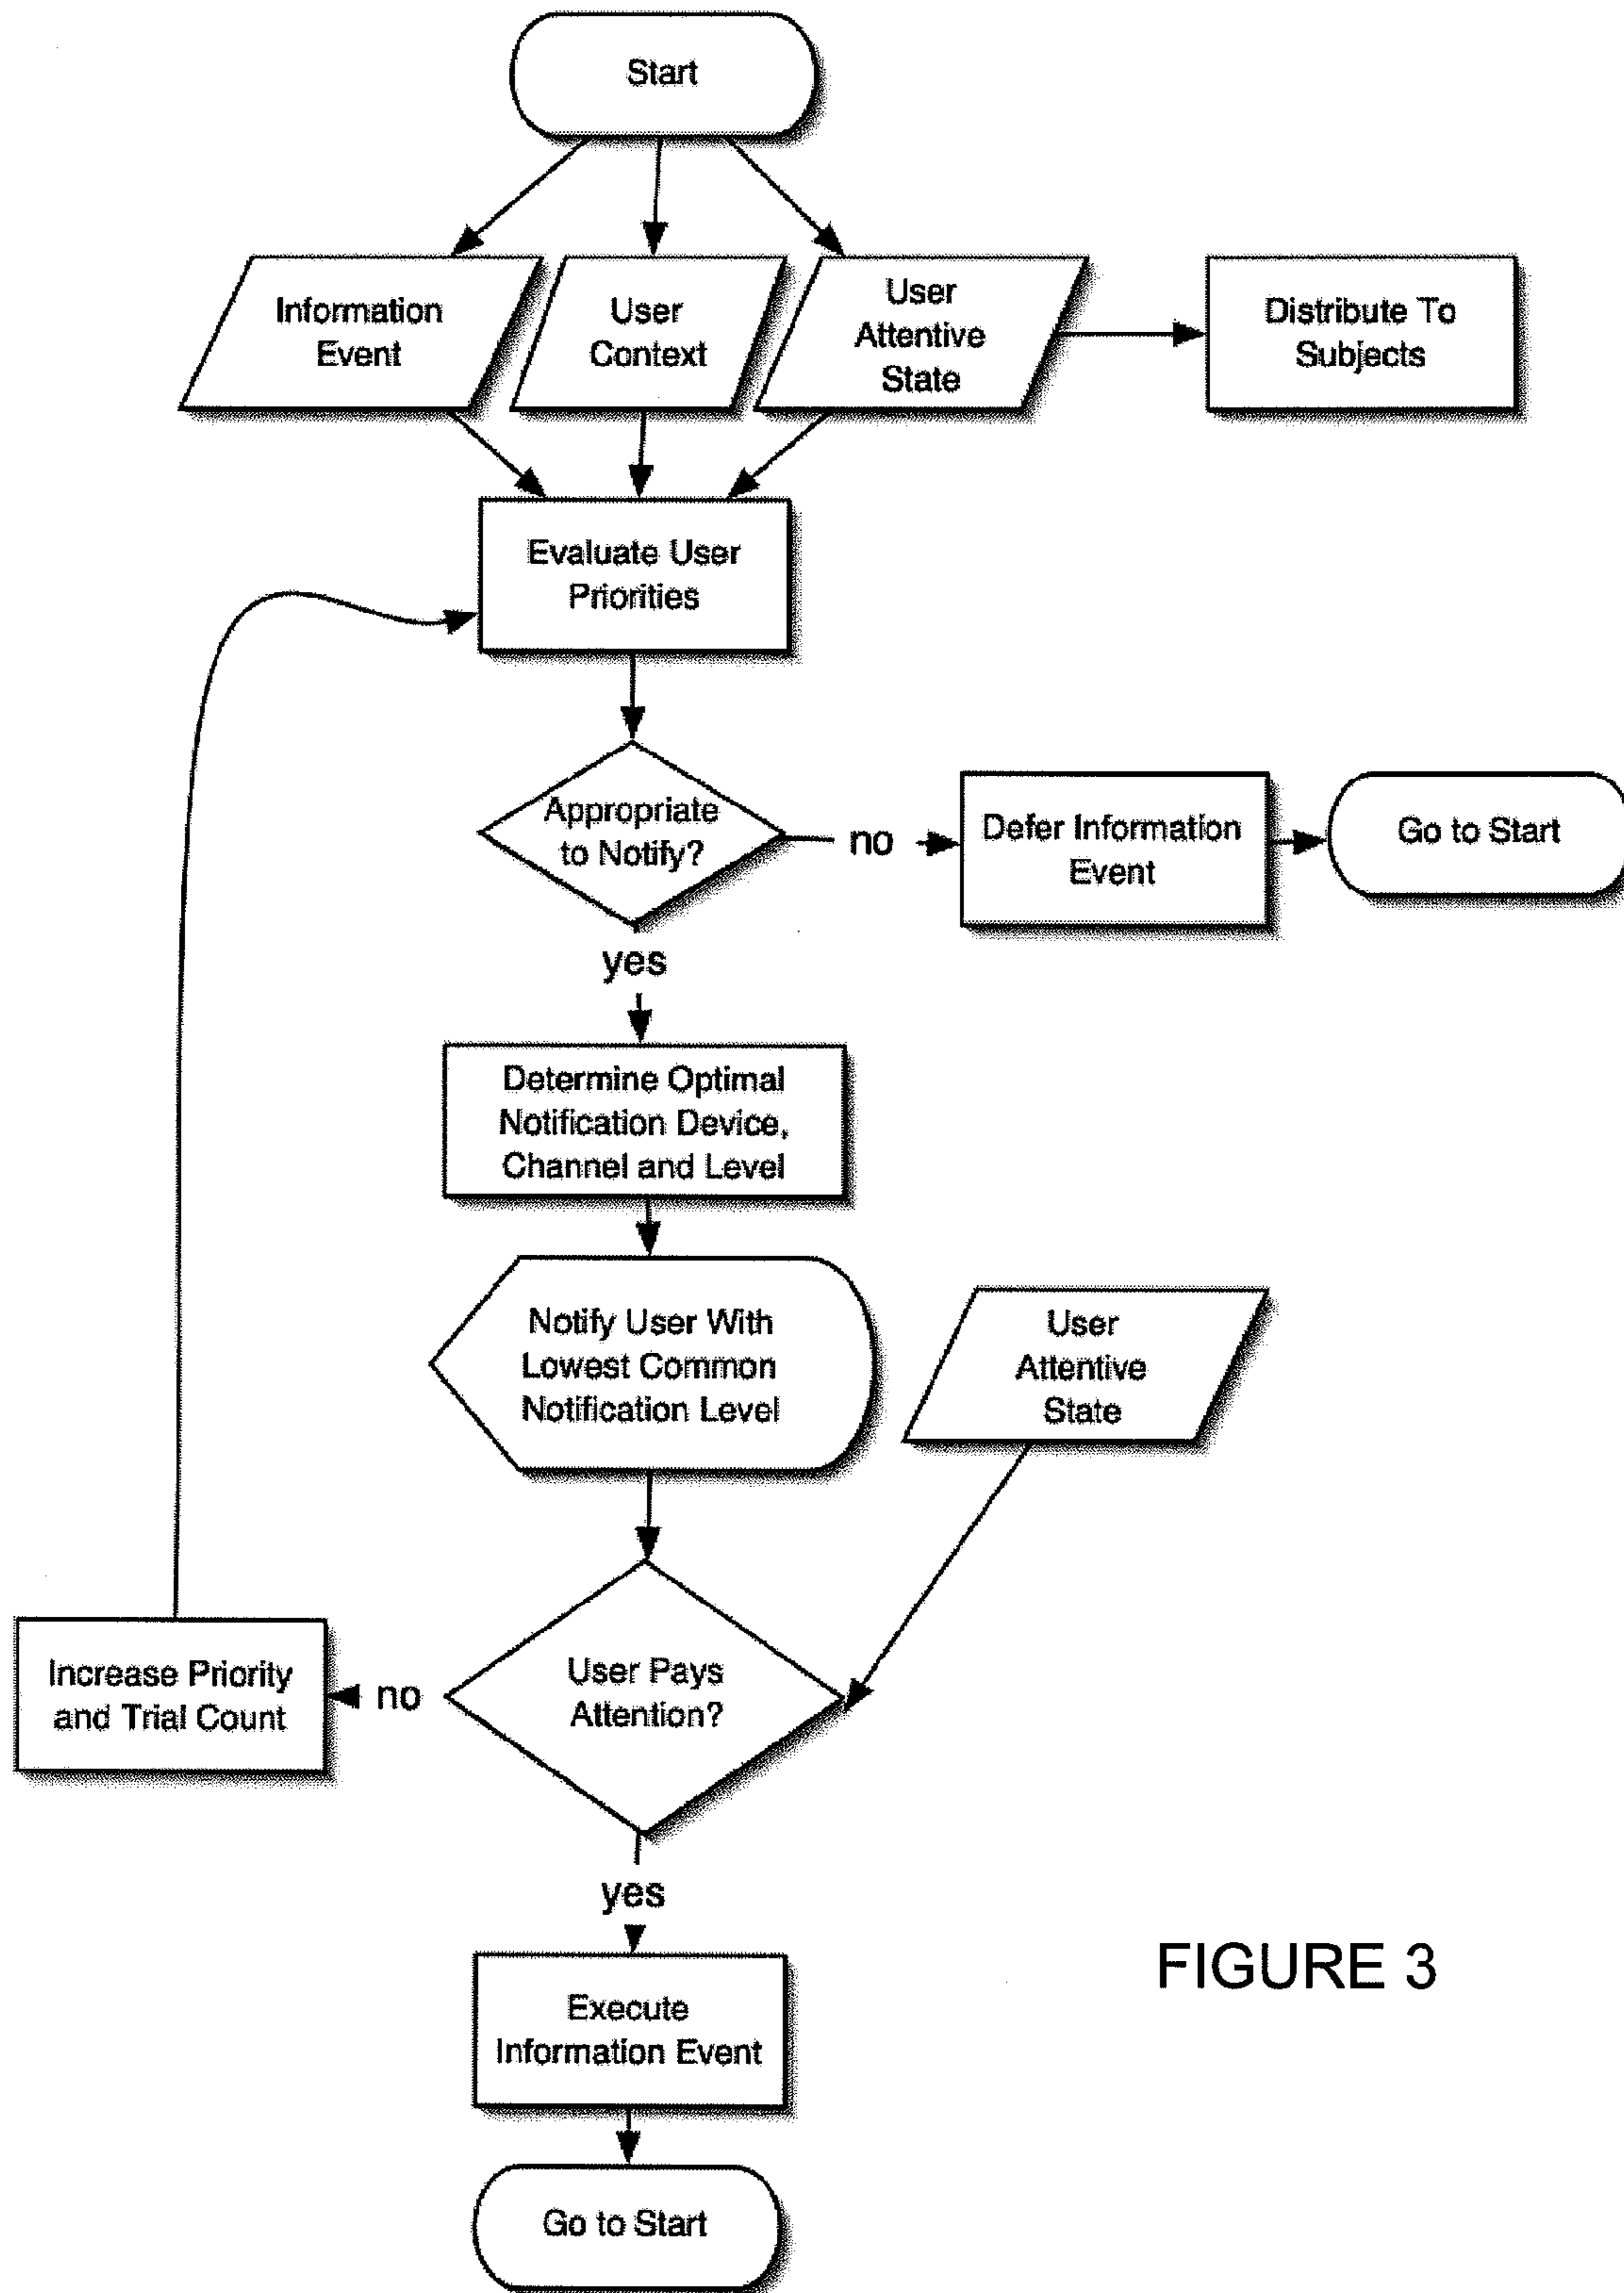 Start
Information
Event
User
Context
User
Attentive
State
Distribute To
Subjects
Evaluate User
Priorities
Appropriate
to Notify?
no
Defer Information
Event
Go to Start
yes
Determine Optimal
Notification Device,
Channel and Level
Notify User With
Lowest Common
Notification Level
User
Attentive
State
User Pays
Attention?
no
Increase Priority
and Trial Count
yes
Execute
Information Event
Go to Start
FIGURE 3